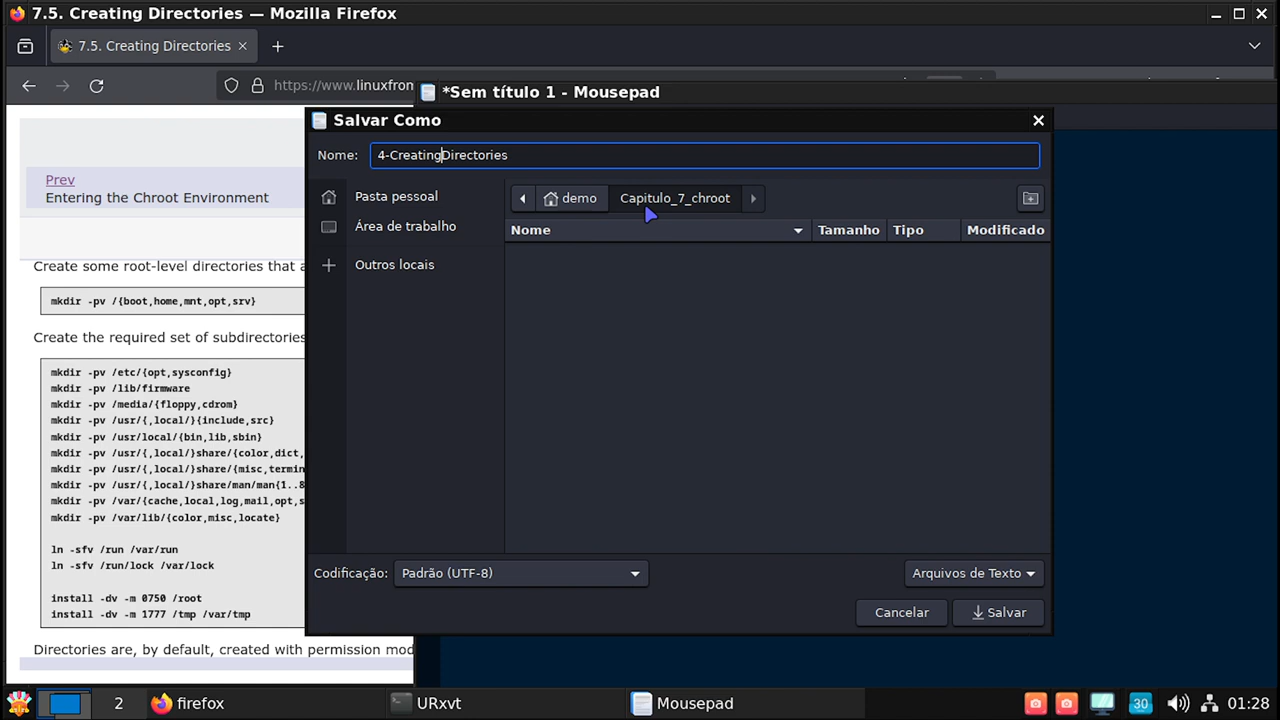 7.5. Creating Directories — Mozilla Firefox
7.5. Creating Directories
https://www.linuxfron
*Sem título 1 - Mousepad
Salvar Como
Nome:
4-CreatingDirectories
Prev
Entering the Chroot Environment
Pasta pessoal
Área de trabalho
Outros locais
demo
Capitulo_7_chroot
Nome
Tamanho
Tipo
Modificado
Create some root-level directories that a
mkdir -pv /{boot,home,mnt,opt,srv}
Create the required set of subdirectories
mkdir -pv /etc/{opt,sysconfig}
mkdir -pv /lib/firmware
mkdir -pv /media/{floppy,cdrom}
mkdir -pv /usr/{,local/}{include,src}
mkdir -pv /usr/local/{bin,lib,sbin}
mkdir -pv /usr/{,local/}share/{color,dict,
mkdir -pv /usr/{,local/}share/{misc,termin
mkdir -pv /usr/{,local/}share/man/man{1..8
mkdir -pv /var/{cache,local,log,mail,opt,s
mkdir -pv /var/lib/{color,misc,locate}
ln -sfv /run /var/run
ln -sfv /run/lock /var/lock
install -dv -m 0750 /root
install -dv -m 1777 /tmp /var/tmp
Directories are, by default, created with permission mod
Codificação:
Padrão (UTF-8)
Arquivos de Texto
Cancelar
Salvar
2
firefox
URxvt
Mousepad
30
01:28